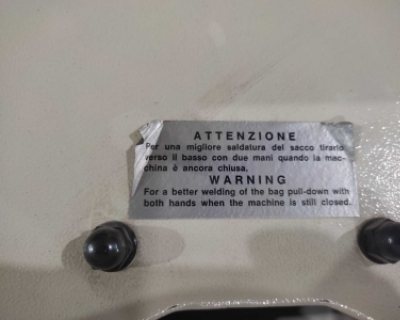 ATTENZIONE
Per una migliore saldatura del sacco tirarlo
verso il basso con due mani quando la mac-
china é ancora chiusa.
WARNING
For a better welding of the bag pull-down with
both hands when the machine is still closed.